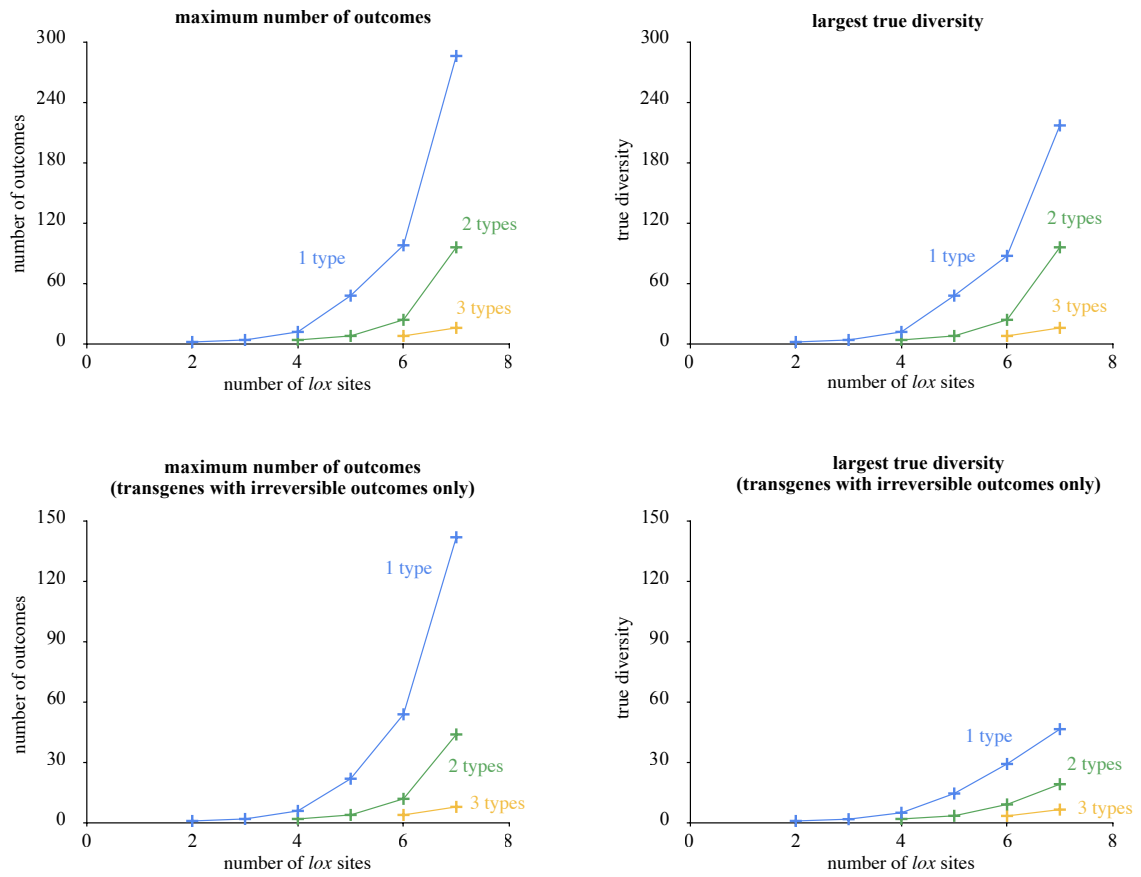 maximum number of outcomes
300
240
180
120
60
0
number of outcomes
1 type
2 types
3 types
0 2 4 6 8
number of lox sites
largest true diversity
300
240
180
120
60
0
true diversity
1 type
2 types
3 types
0 2 4 6 8
number of lox sites
maximum number of outcomes
(transgenes with irreversible outcomes only)
150
120
90
60
30
0
number of outcomes
1 type
2 types
3 types
0 2 4 6 8
number of lox sites
largest true diversity
(transgenes with irreversible outcomes only)
150
120
90
60
30
0
true diversity
1 type
2 types
3 types
0 2 4 6 8
number of lox sites